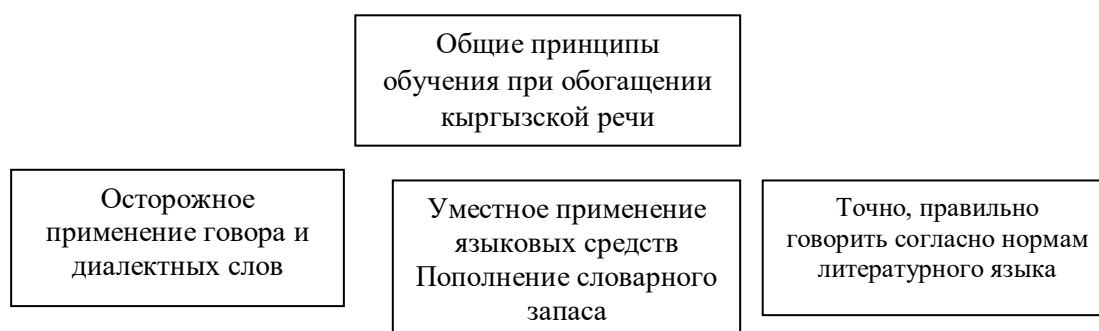 Общие принципы
обучения при обогащении
кыргызской речи
Осторожное
применение говора и
диалектных слов
Уместное применение
языковых средств
Пополнение словарного
запаса
Точно, правильно
говорить согласно нормам
литературного языка